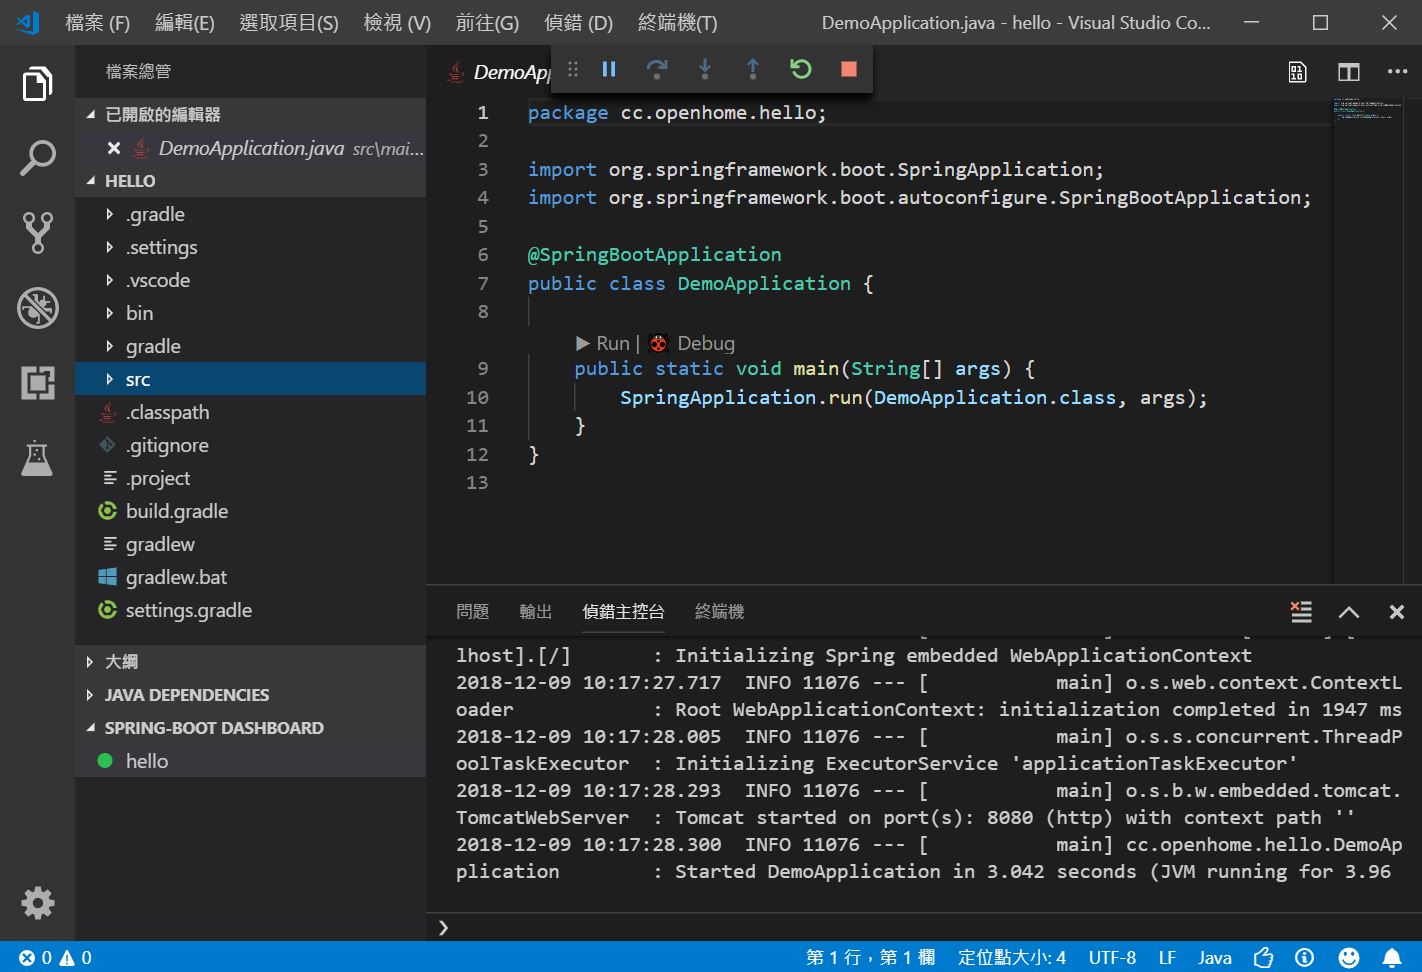 檔案 (F) 編輯(E) 選取項目(S) 檢視 (V) 前往(G) 偵錯 (D) 終端機(T) DemoApplication.java - hello - Visual Studio Co...
檔案總管
已開啟的編輯器
DemoApplication.java src\mai...
HELLO
.gradle
.settings
.vscode
bin
gradle
src
.classpath
.gitignore
.project
build.gradle
gradlew
gradlew.bat
settings.gradle
大綱
JAVA DEPENDENCIES
SPRING-BOOT DASHBOARD
hello
DemoApp
1 package cc.openhome.hello;
2
3 import org.springframework.boot.SpringApplication;
4 import org.springframework.boot.autoconfigure.SpringBootApplication;
5
6 @SpringBootApplication
7 public class DemoApplication {
8
Run | Debug
9 public static void main(String[] args) {
10 SpringApplication.run(DemoApplication.class, args);
11 }
12 }
13
問題 輸出 偵錯主控台 終端機
lhost].[/] : Initializing Spring embedded WebApplicationContext
2018-12-09 10:17:27.717 INFO 11076 --- [ main] o.s.web.context.ContextL
oader : Root WebApplicationContext: initialization completed in 1947 ms
2018-12-09 10:17:28.005 INFO 11076 --- [ main] o.s.s.concurrent.ThreadP
oolTaskExecutor : Initializing ExecutorService 'applicationTaskExecutor'
2018-12-09 10:17:28.293 INFO 11076 --- [ main] o.s.b.w.embedded.tomcat.
TomcatWebServer : Tomcat started on port(s): 8080 (http) with context path ''
2018-12-09 10:17:28.300 INFO 11076 --- [ main] cc.openhome.hello.DemoAp
plication : Started DemoApplication in 3.042 seconds (JVM running for 3.96
❯
0 0 第 1 行，第 1 欄 定位點大小: 4 UTF-8 LF Java